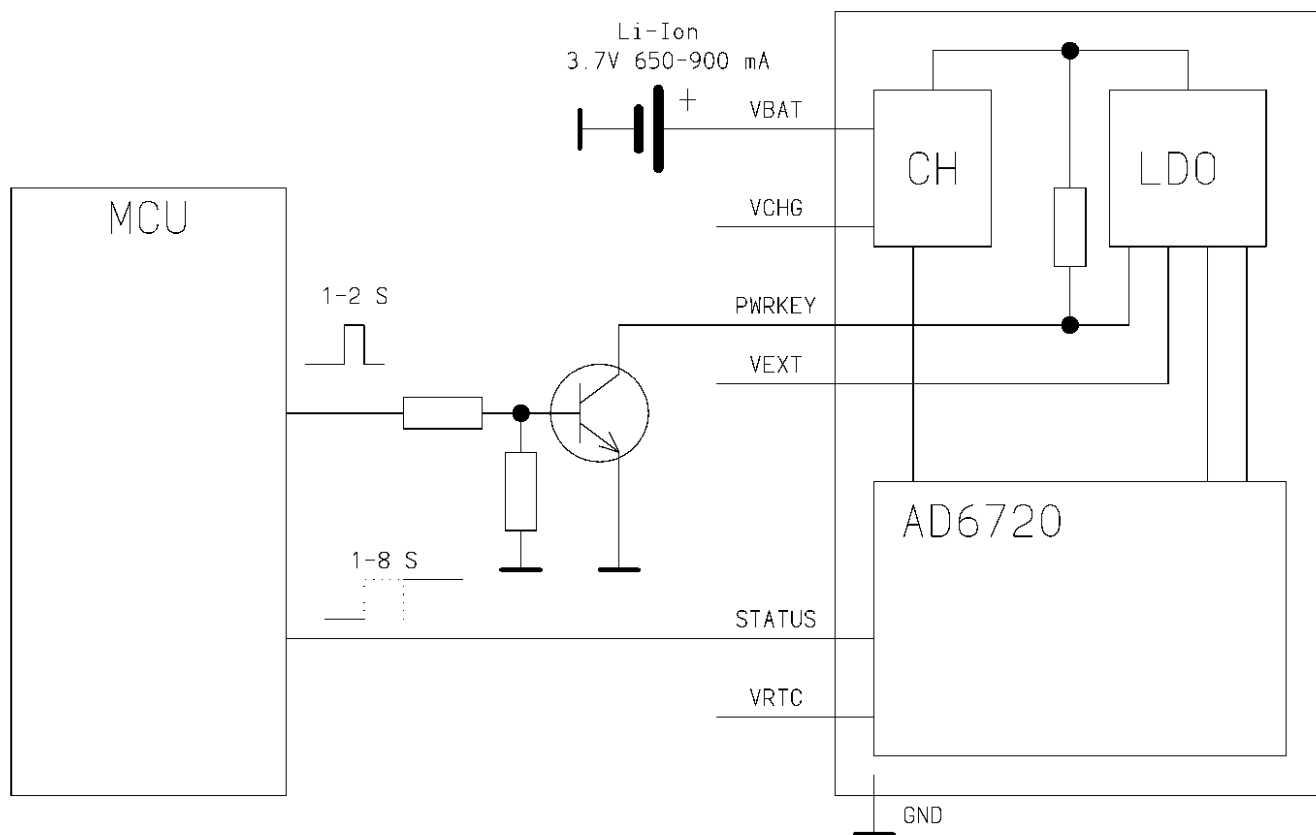 Li-Ion
3.7V 650-900 mA
+
VBAT
CH
LDO
MCU
VCHG
1-2 S
PWRKEY
VEXT
AD6720
1-8 S
STATUS
VRTC
GND